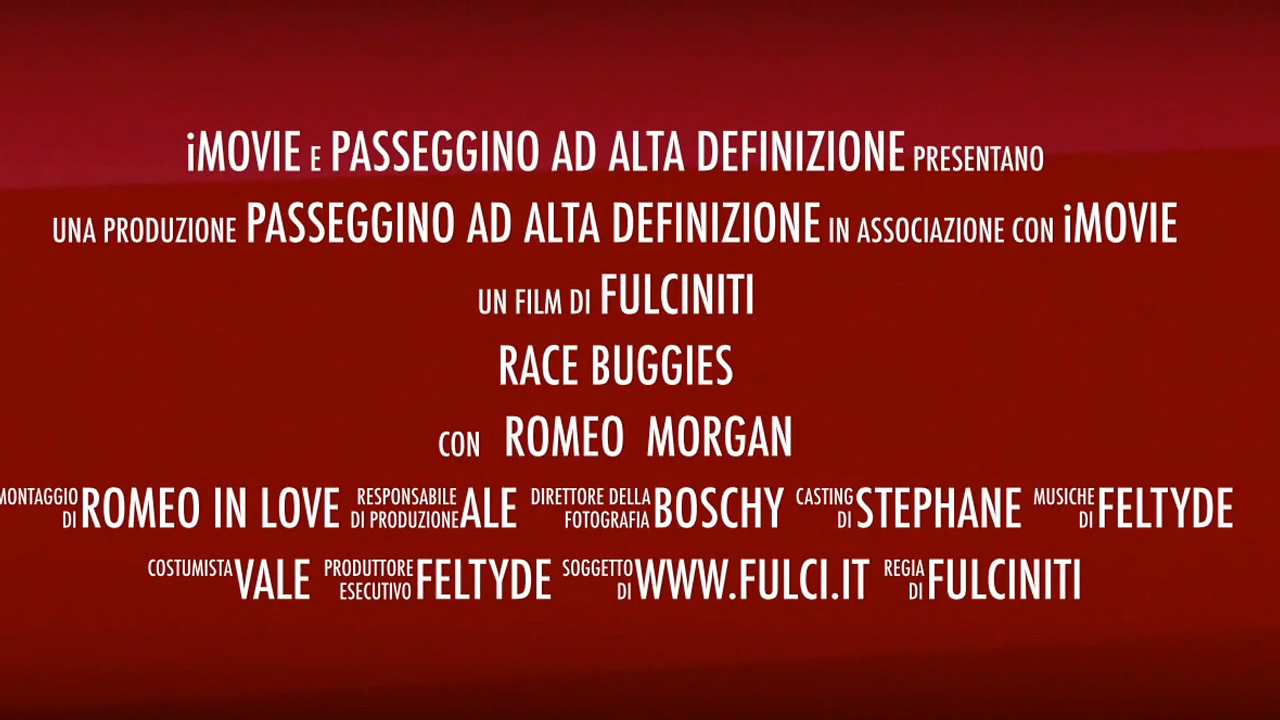 iMOVIE E PASSEGGINO AD ALTA DEFINIZIONE PRESENTANO
UNA PRODUZIONE PASSEGGINO AD ALTA DEFINIZIONE IN ASSOCIAZIONE CON iMOVIE
UN FILM DI FULCINITI
RACE BUGGIES
CON ROMEO MORGAN
MONTAGGIO DI ROMEO IN LOVE RESPONSABILE DI PRODUZIONE ALE DIRETTORE DELLA FOTOGRAFIA BOSCHY CASTING DI STEPHANE MUSICHE DI FELTYDE
COSTUMISTA VALE PRODUTTORE ESECUTIVO FELTYDE SOGGETTO DI WWW.FULCI.IT REGIA DI FULCINITI